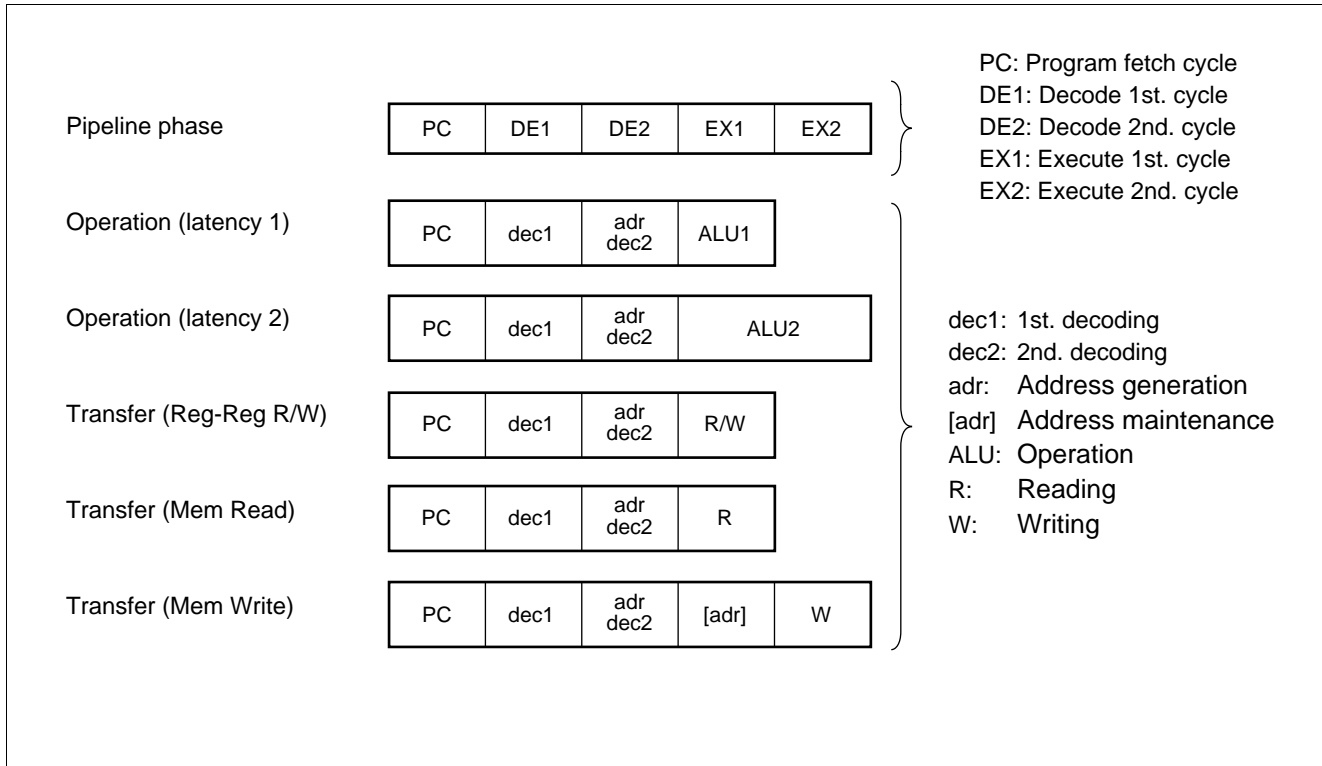 PC: Program fetch cycle
DE1: Decode 1st. cycle
DE2: Decode 2nd. cycle
EX1: Execute 1st. cycle
EX2: Execute 2nd. cycle
Pipeline phase
PC DE1 DE2 EX1 EX2
Operation (latency 1)
PC dec1 adr dec2 ALU1
Operation (latency 2)
PC dec1 adr dec2 ALU2
Transfer (Reg-Reg R/W)
PC dec1 adr dec2 R/W
Transfer (Mem Read)
PC dec1 adr dec2 R
Transfer (Mem Write)
PC dec1 adr dec2 [adr] W
dec1: 1st. decoding
dec2: 2nd. decoding
adr: Address generation
[adr] Address maintenance
ALU: Operation
R: Reading
W: Writing